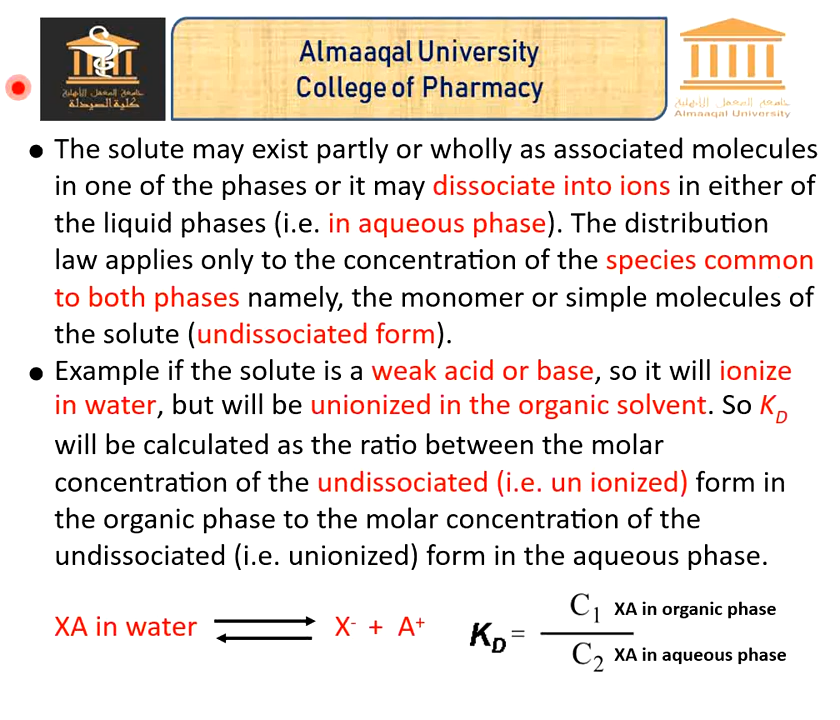 جامعة المعقل الأهلية
كلية الصيدلة
Almaaqal University
College of Pharmacy
جامعة المعقل الأهلية
Almaaqal University
• The solute may exist partly or wholly as associated molecules
in one of the phases or it may dissociate into ions in either of
the liquid phases (i.e. in aqueous phase). The distribution
law applies only to the concentration of the species common
to both phases namely, the monomer or simple molecules of
the solute (undissociated form).
• Example if the solute is a weak acid or base, so it will ionize
in water, but will be unionized in the organic solvent. So K_D
will be calculated as the ratio between the molar
concentration of the undissociated (i.e. un ionized) form in
the organic phase to the molar concentration of the
undissociated (i.e. unionized) form in the aqueous phase.
XA in water ⇌ X⁻ + A⁺
K_D = C₁ XA in organic phase
C₂ XA in aqueous phase